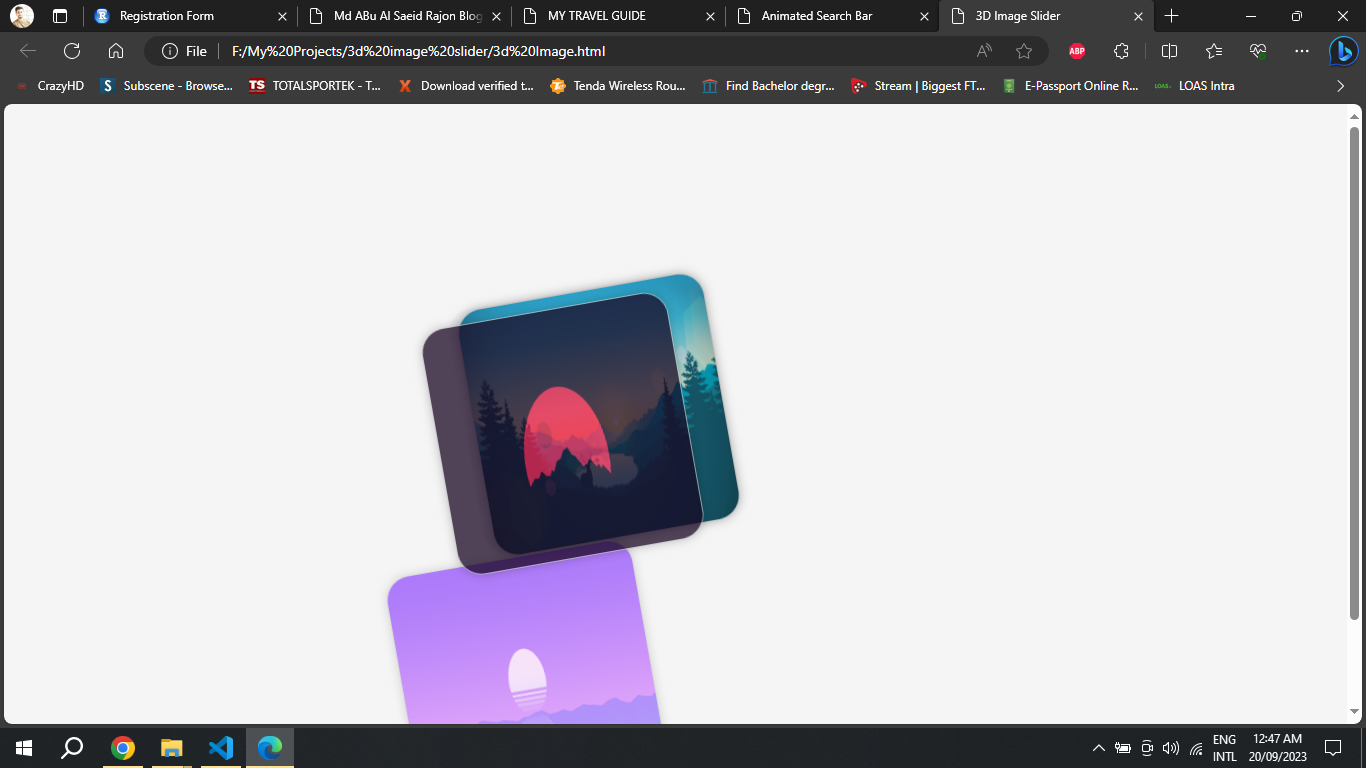 Registration Form
Md ABu Al Saeid Rajon Blog
MY TRAVEL GUIDE
Animated Search Bar
3D Image Slider
File
F:/My%20Projects/3d%20image%20slider/3d%20Image.html
ABP
CrazyHD
Subscene - Browse...
TS TOTALSPORTEK - T...
Download verified t...
Tenda Wireless Rou...
Find Bachelor degr...
Stream | Biggest FT...
E-Passport Online R...
LOAS Intra
ENG
INTL
12:47 AM
20/09/2023